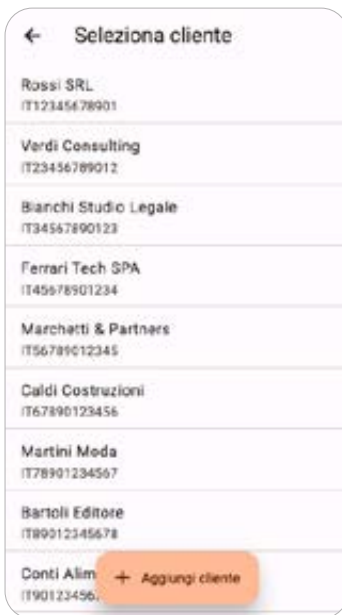 Seleziona cliente
Rossi SRL
IT12345678901
Verdi Consulting
IT23456789012
Bianchi Studio Legale
IT34567890123
Ferrari Tech SPA
IT45678901234
Marchetti & Partners
IT56789012345
Caldi Costruzioni
IT67890123456
Martini Moda
IT78901234567
Bartoli Editore
IT89012345678
Conti Alim
+ Aggiungi cliente
IT90123456